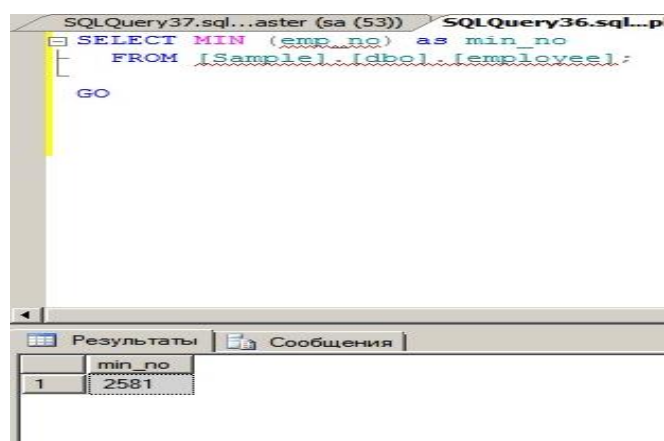 SQLQuery37.sql...aster (sa (53)) SQLQuery36.sql...p
SELECT MIN (emp_no) as min_no
FROM [Sample].[dbo].[employee];
GO
Результаты Сообщения
min_no
1 2581